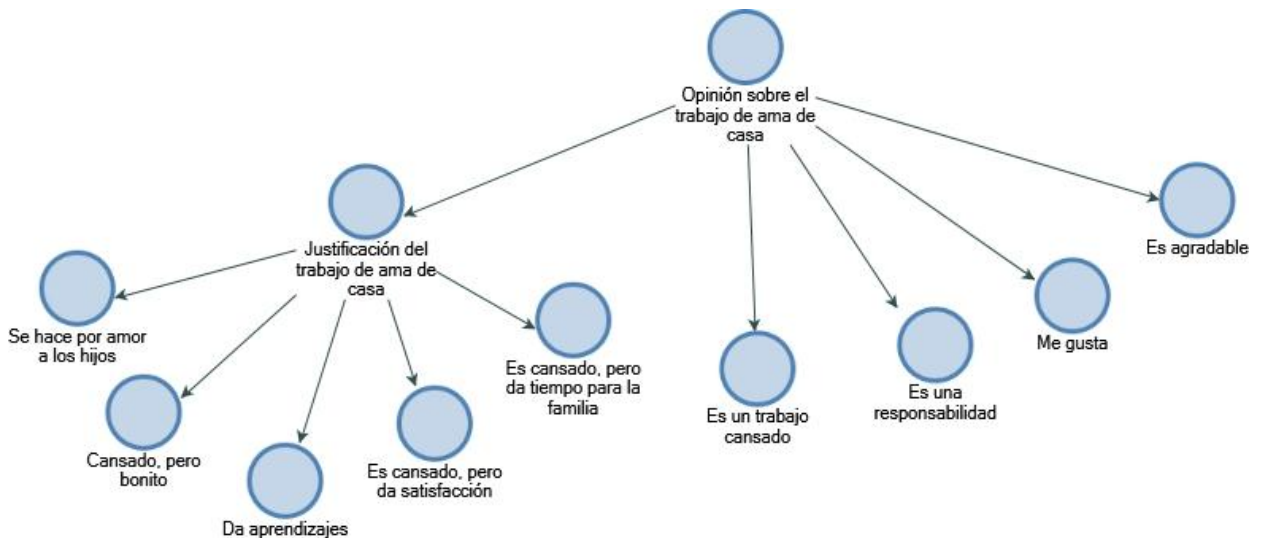 Opinión sobre el
trabajo de ama de
casa
Justificación del
trabajo de ama de
casa
Es agradable
Se hace por amor
a los hijos
Cansado, pero
bonito
Da aprendizajes
Es cansado, pero
da satisfacción
Es cansado, pero
da tiempo para la
familia
Es un trabajo
cansado
Es una
responsabilidad
Me gusta